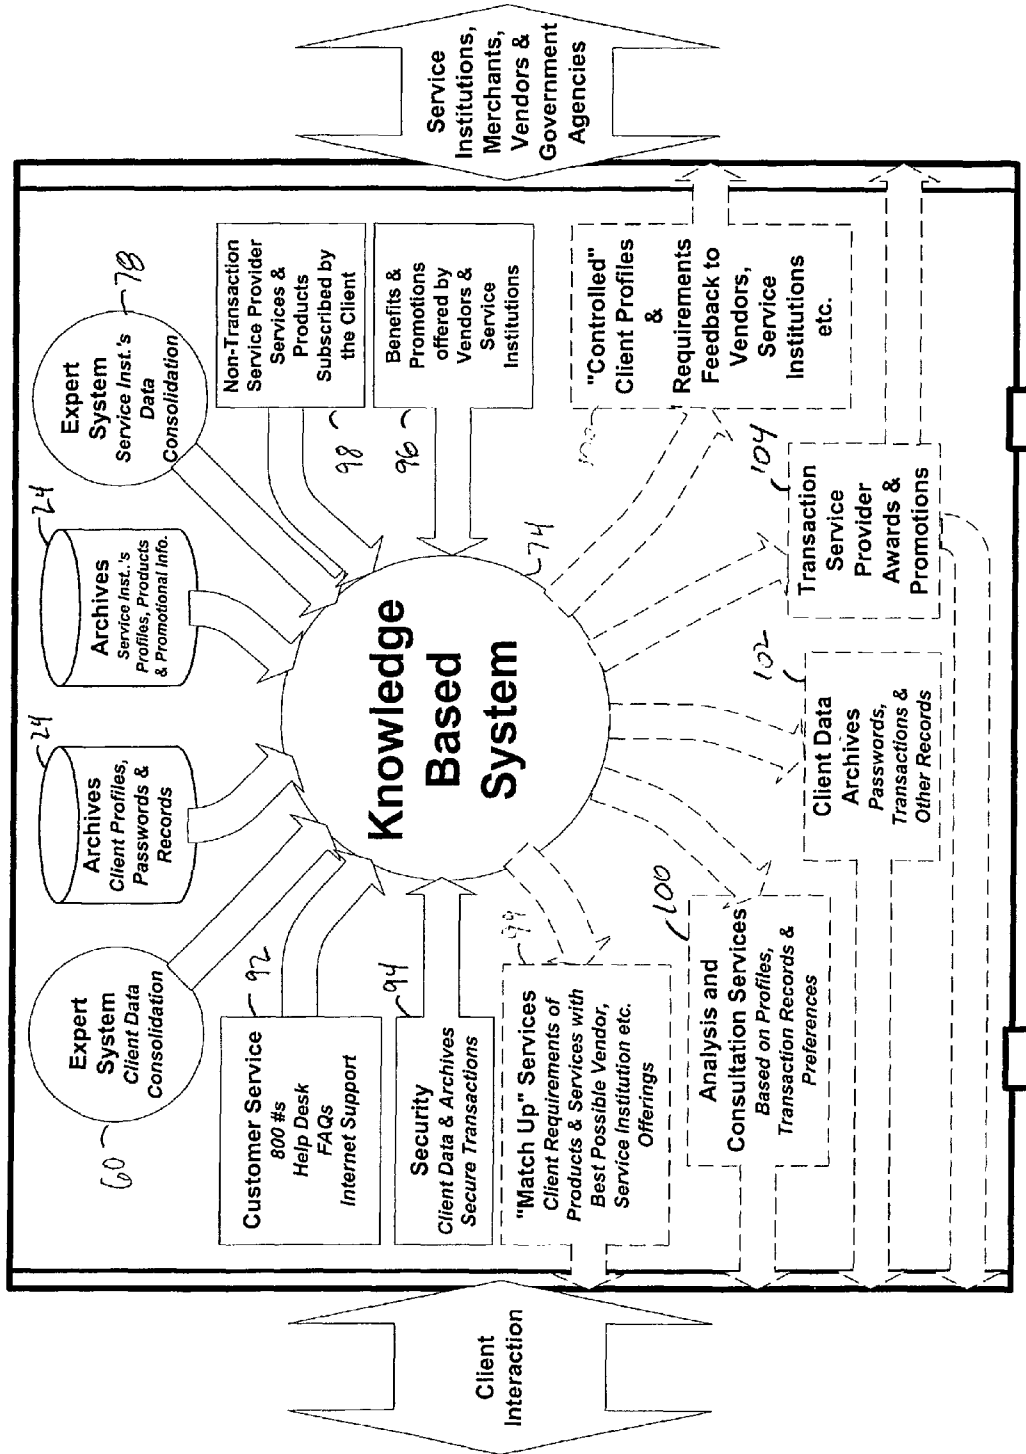 Client
Interaction
60
Expert
System
Client Data
Consolidation
24
Archives
Client Profiles,
Passwords &
Records
24
Archives
Service Inst.'s
Profiles, Products
& Promotional Info.
78
Expert
System
Service Inst.'s
Data
Consolidation
92
Customer Service
800 #s
Help Desk
FAQs
Internet Support
94
Security
Client Data & Archives
Secure Transactions
74
Knowledge
Based
System
98
Non-Transaction
Service Provider
Services &
Products
Subscribed by
the Client
96
Benefits &
Promotions
offered by
Vendors &
Service
Institutions
99
"Match Up" Services
Client Requirements of
Products & Services with
Best Possible Vendor,
Service Institution etc.
Offerings
100
Analysis and
Consultation Services
Based on Profiles,
Transaction Records &
Preferences
102
Client Data
Archives
Passwords,
Transactions &
Other Records
104
Transaction
Service
Provider
Awards &
Promotions
"Controlled"
Client Profiles
&
Requirements
Feedback to
Vendors,
Service
Institutions
etc.
Service
Institutions,
Merchants,
Vendors &
Government
Agencies